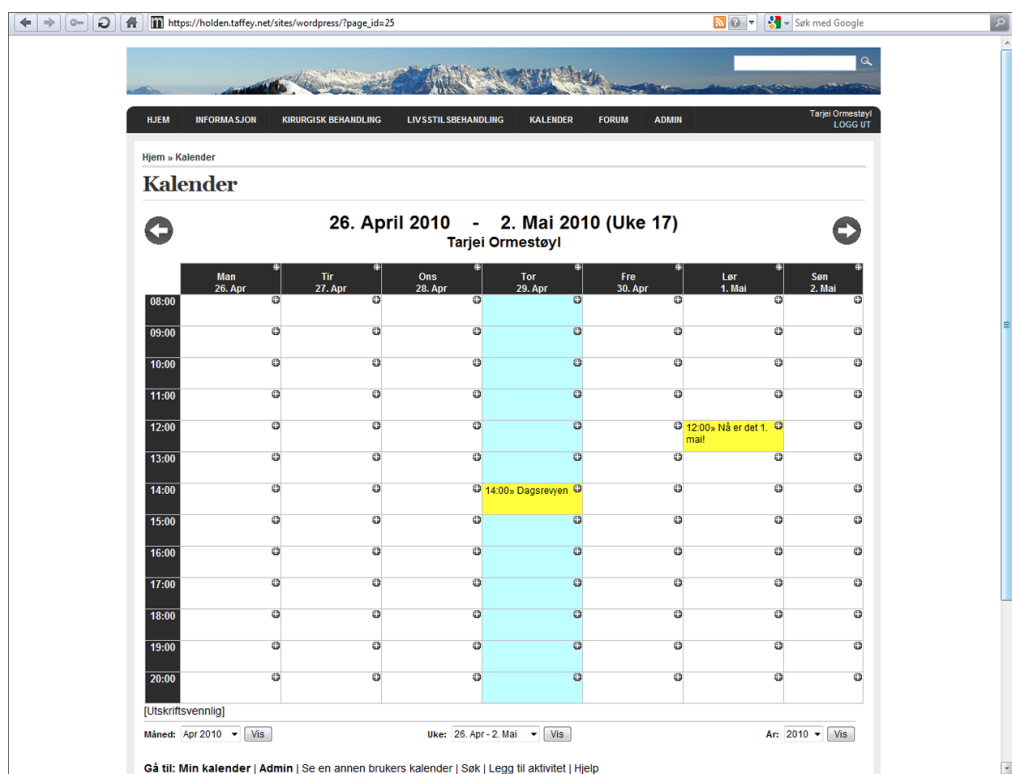 https://holden.taffey.net/sites/wordpress/?page_id=25
Søk med Google
HJEM INFORMASJON KIRURGISK BEHANDLING LIVSSTILSBEHANDLING KALENDER FORUM ADMIN
Tarjei Ormestøyl
LOGG UT
Hjem » Kalender
Kalender
26. April 2010 - 2. Mai 2010 (Uke 17)
Tarjei Ormestøyl
Man Tir Ons Tor Fre Lør Søn
26. Apr 27. Apr 28. Apr 29. Apr 30. Apr 1. Mai 2. Mai
08:00
09:00
10:00
11:00
12:00 12:00» Nå er det 1.
mai!
13:00
14:00 14:00» Dagsrevyen
15:00
16:00
17:00
18:00
19:00
20:00
[Utskriftsvennlig]
Måned: Apr 2010 Vis Uke: 26. Apr - 2. Mai Vis År: 2010 Vis
Gå til: Min kalender | Admin | Se en annen brukers kalender | Søk | Legg til aktivitet | Hjelp